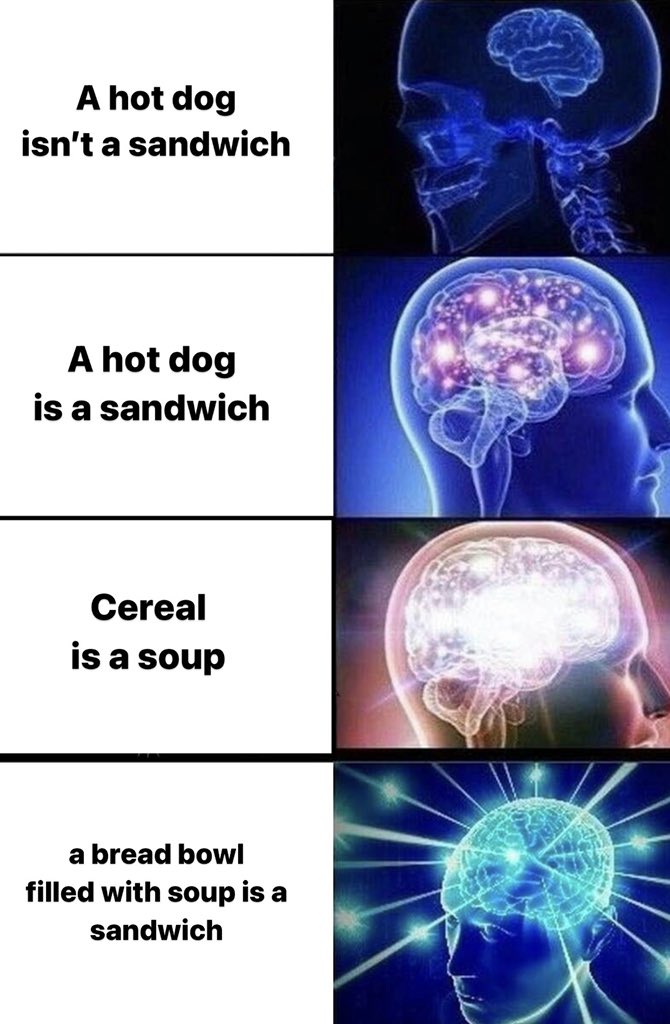 A hot dog
isn't a sandwich
A hot dog
is a sandwich
Cereal
is a soup
a bread bowl
filled with soup is a
sandwich